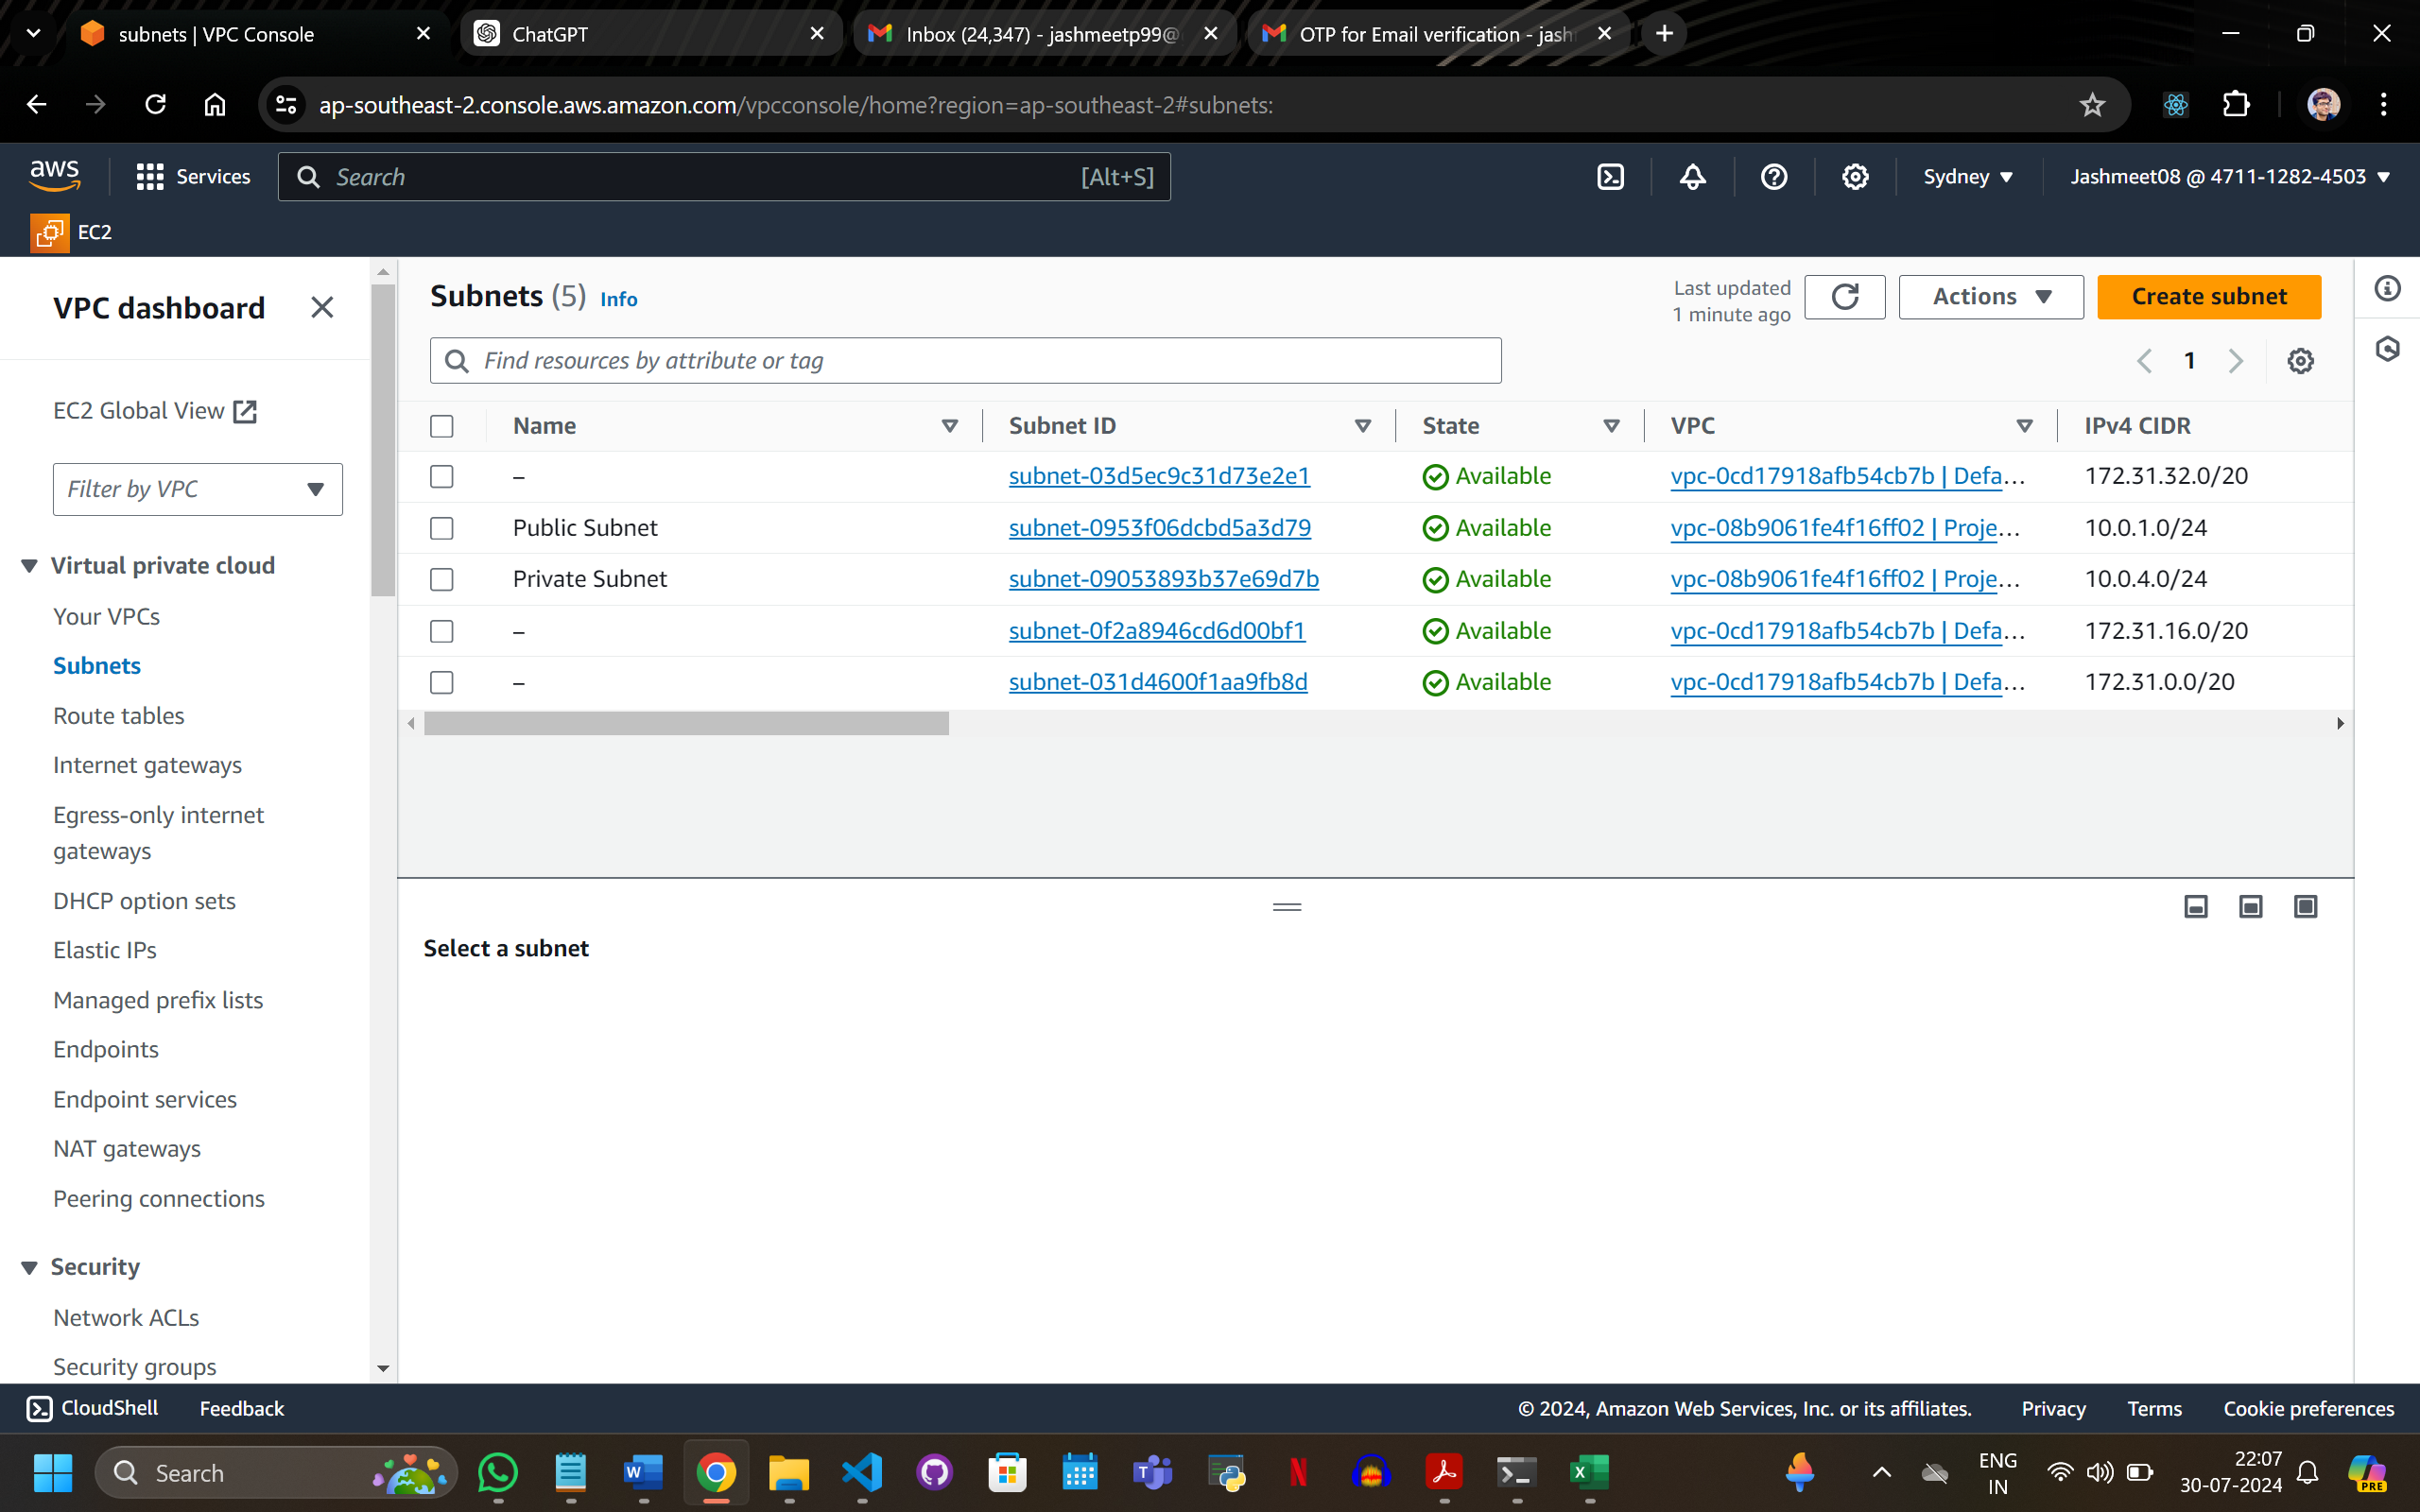 subnets | VPC Console
ChatGPT
Inbox (24,347) - jashmeetp99@
OTP for Email verification - jash
ap-southeast-2.console.aws.amazon.com/vpcconsole/home?region=ap-southeast-2#subnets:
aws
Services
Search
[Alt+S]
Sydney
Jashmeet08 @ 4711-1282-4503
EC2
VPC dashboard
EC2 Global View
Filter by VPC
Virtual private cloud
Your VPCs
Subnets
Route tables
Internet gateways
Egress-only internet
gateways
DHCP option sets
Elastic IPs
Managed prefix lists
Endpoints
Endpoint services
NAT gateways
Peering connections
Security
Network ACLs
Security groups
Subnets (5) Info
Last updated
1 minute ago
Actions
Create subnet
Find resources by attribute or tag
1
Name Subnet ID State VPC IPv4 CIDR
– subnet-03d5ec9c31d73e2e1 Available vpc-0cd17918afb54cb7b | Defa... 172.31.32.0/20
Public Subnet subnet-0953f06dcbd5a3d79 Available vpc-08b9061fe4f16ff02 | Proje... 10.0.1.0/24
Private Subnet subnet-09053893b37e69d7b Available vpc-08b9061fe4f16ff02 | Proje... 10.0.4.0/24
– subnet-0f2a8946cd6d00bf1 Available vpc-0cd17918afb54cb7b | Defa... 172.31.16.0/20
– subnet-031d4600f1aa9fb8d Available vpc-0cd17918afb54cb7b | Defa... 172.31.0.0/20
Select a subnet
CloudShell Feedback © 2024, Amazon Web Services, Inc. or its affiliates. Privacy Terms Cookie preferences
Search
ENG
IN
22:07
30-07-2024
PRE